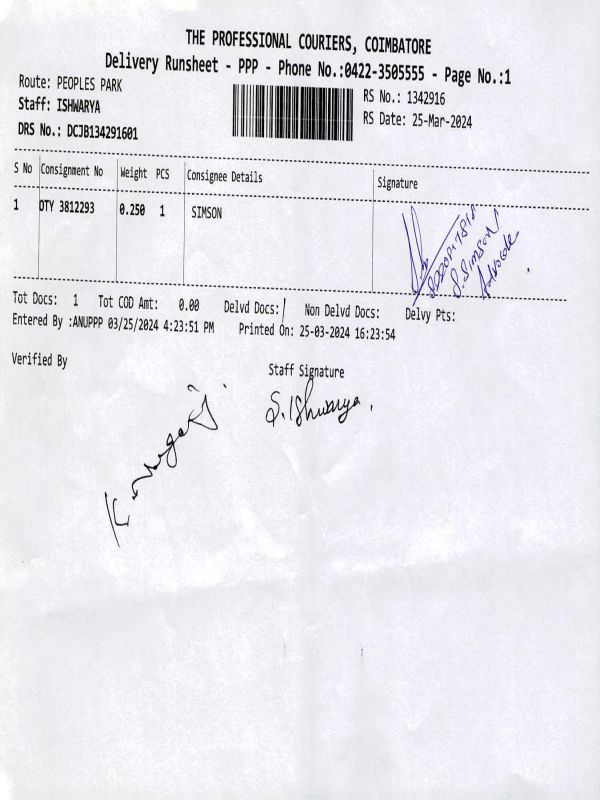 THE PROFESSIONAL COURIERS, COIMBATORE
Delivery Runsheet - PPP - Phone No.:0422-3505555 - Page No.:1
Route: PEOPLES PARK
RS No.: 1342916
Staff: ISHWARYA
RS Date: 25-Mar-2024
DRS No.: DCJB134291601
S No Consignment No Weight PCS Consignee Details Signature
1 OTY 3812293 0.250 1 SIMSON
S. SIMSON
Advocate
Tot Docs: 1 Tot COD Amt: 0.00 Delvd Docs: Non Delvd Docs: Delvy Pts:
Entered By :ANUPPP 03/25/2024 4:23:51 PM Printed On: 25-03-2024 16:23:54
Verified By
Staff Signature
S. Ishwarya.